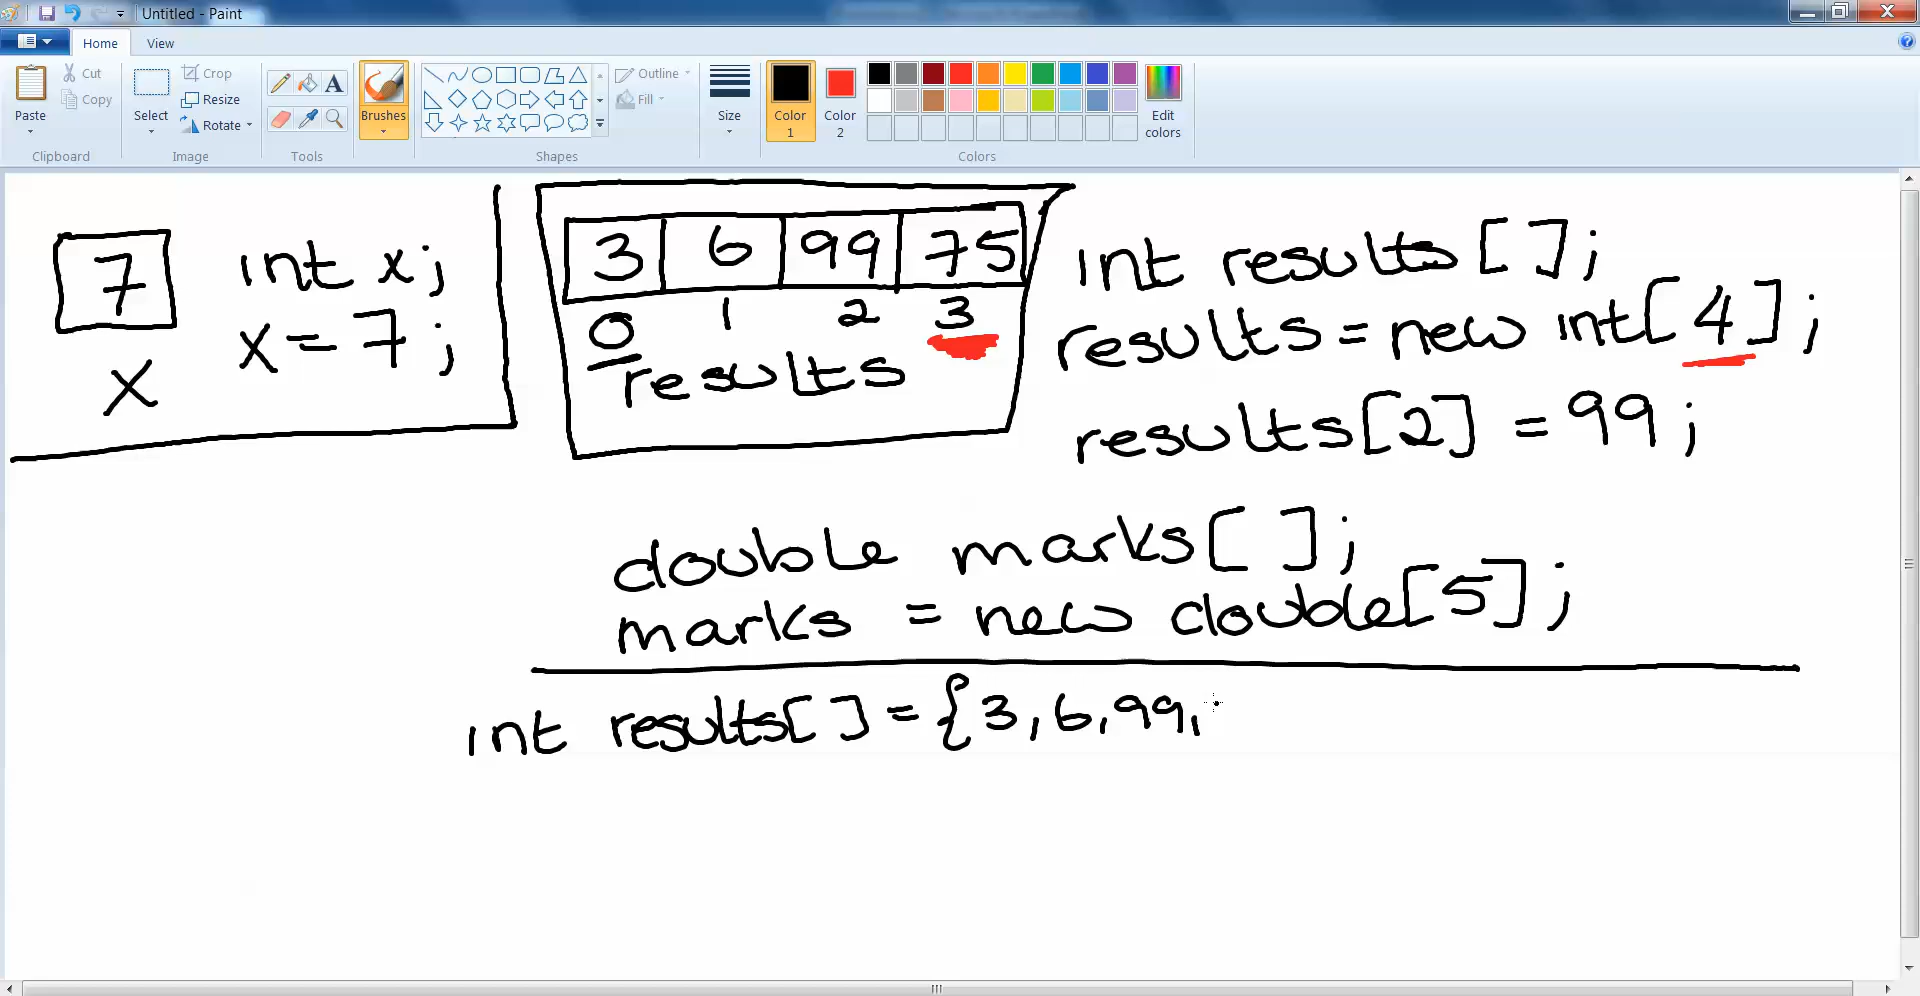 Untitled - Paint
Home View
Paste
Cut
Copy
Clipboard
Select
Crop
Resize
Rotate
Image
Tools
Brushes
Outline
Fill
Shapes
Size
Color 1
Color 2
Edit colors
Colors
7
x
int x;
x = 7;
3 6 99 75
0 1 2 3
results
int results[ ];
results = new int[4];
results[2] = 99;
double marks[ ];
marks = new double[5];
int results[ ] = {3, 6, 99,